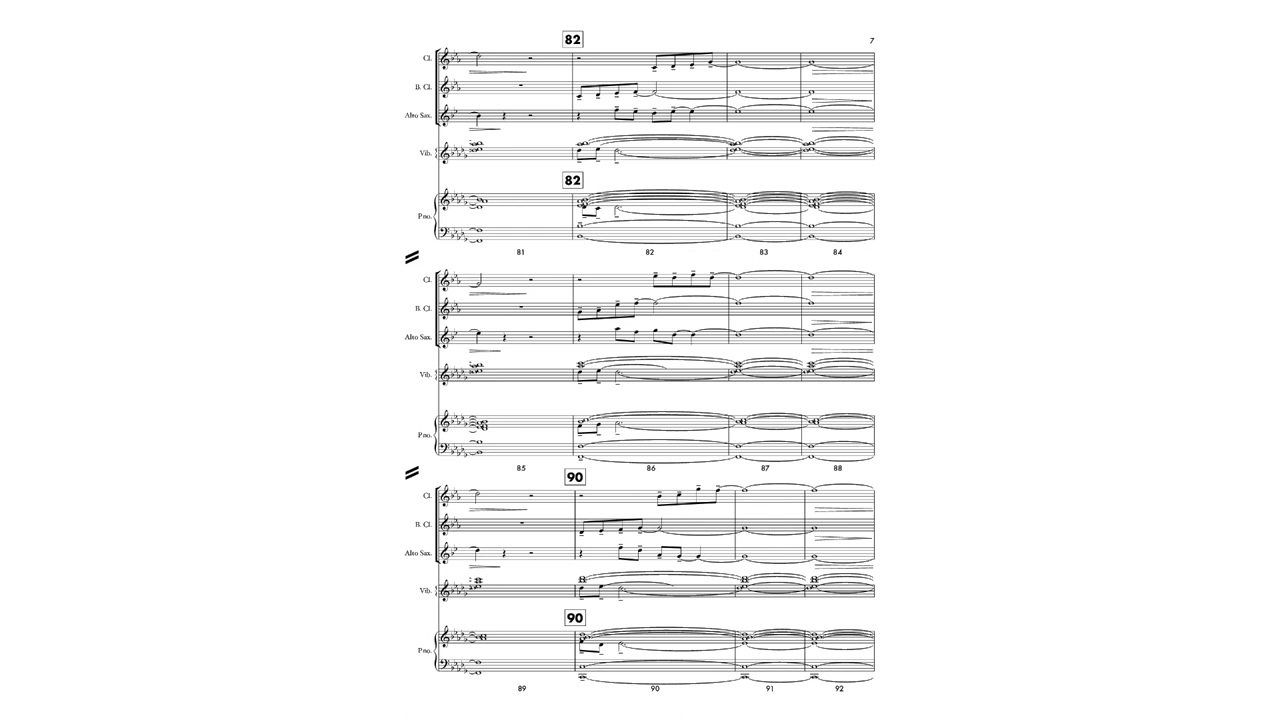 82
7
Cl.
B. Cl.
Alto Sax.
Vib.
82
Pno.
81 82 83 84
Cl.
B. Cl.
Alto Sax.
Vib.
Pno.
85 86 87 88
90
Cl.
B. Cl.
Alto Sax.
Vib.
90
Pno.
89 90 91 92